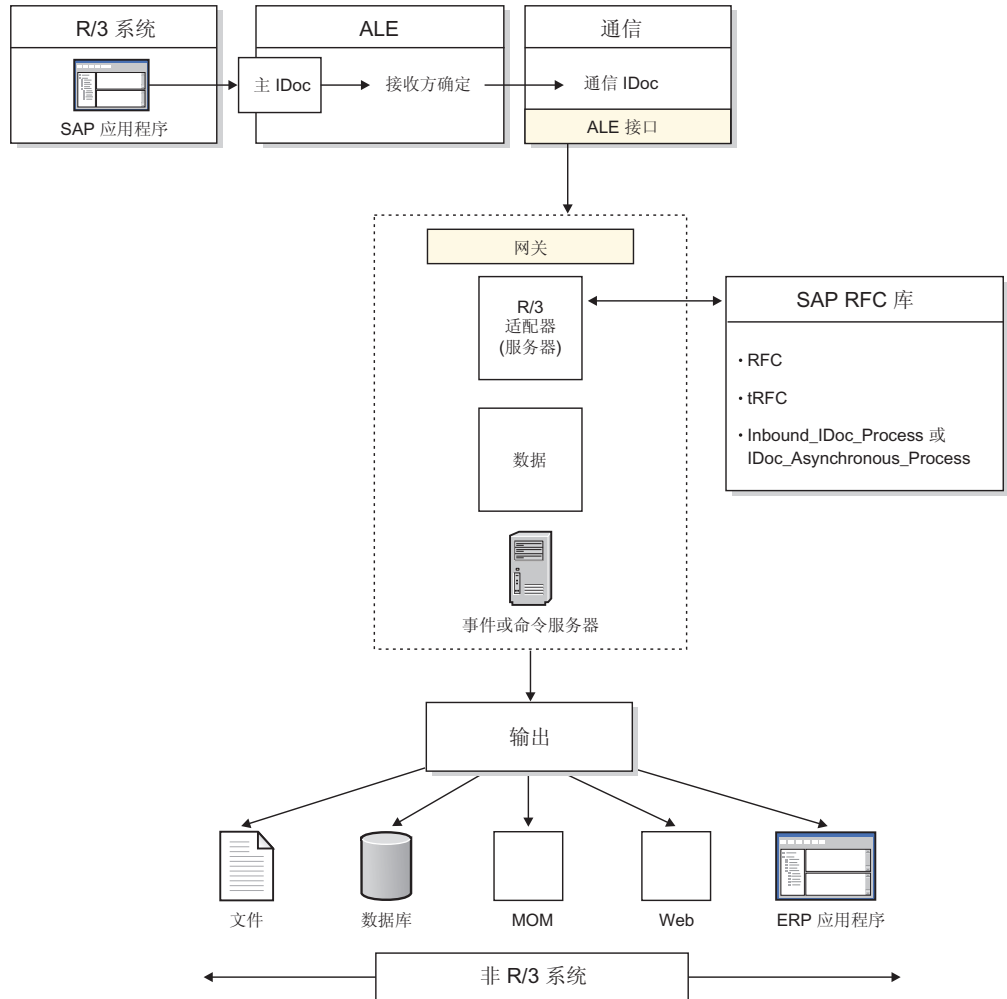 R/3 系统
ALE
通信
主 IDoc
接收方确定
通信 IDoc
SAP 应用程序
ALE 接口
网关
R/3
适配器
(服务器)
SAP RFC 库
• RFC
• tRFC
• Inbound_IDoc_Process 或
IDoc_Asynchronous_Process
数据
事件或命令服务器
输出
文件
数据库
MOM
Web
ERP 应用程序
非 R/3 系统